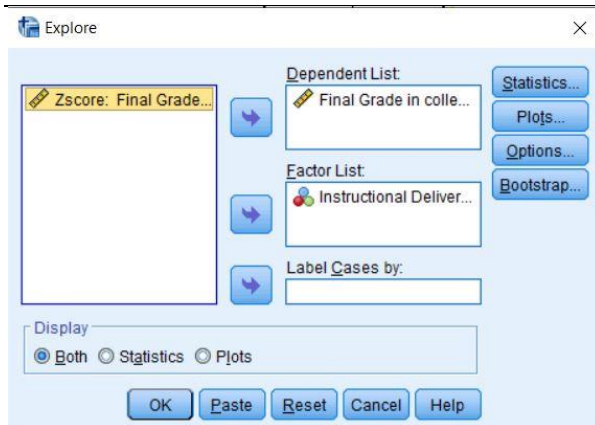 Explore
Dependent List:
Zscore: Final Grade...
Final Grade in colle...
Statistics...
Plots...
Options...
Bootstrap...
Factor List:
Instructional Deliver...
Label Cases by:
Display
Both Statistics Plots
OK Paste Reset Cancel Help